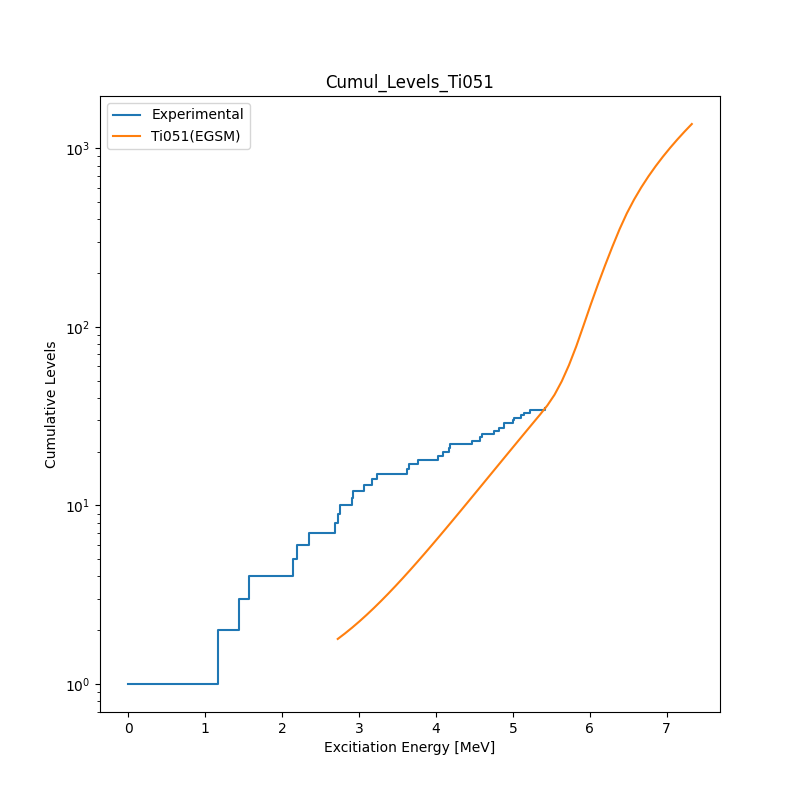 Cumul_Levels_Ti051
Experimental
Ti051(EGSM)
10³
10²
10¹
10⁰
Cumulative Levels
0 1 2 3 4 5 6 7
Excitiation Energy [MeV]